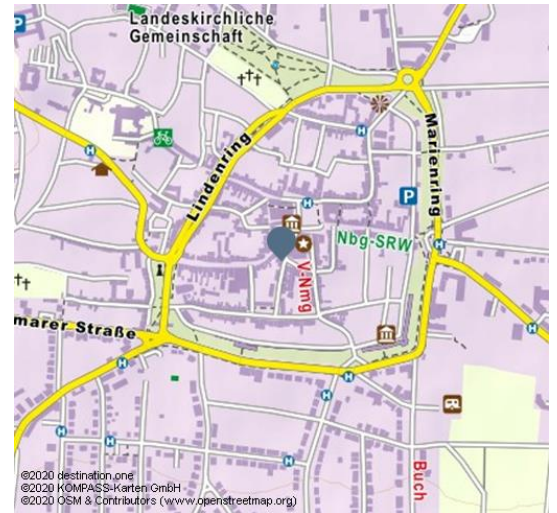 Landeskirchliche
Gemeinschaft
P
H
Lindenring
Marienring
P
Nbg-SRW
V-Nmg
marer Straße
Buch
©2020 destination.one
©2020 KOMPASS-Karten GmbH
©2020 OSM & Contributors (www.openstreetmap.org)